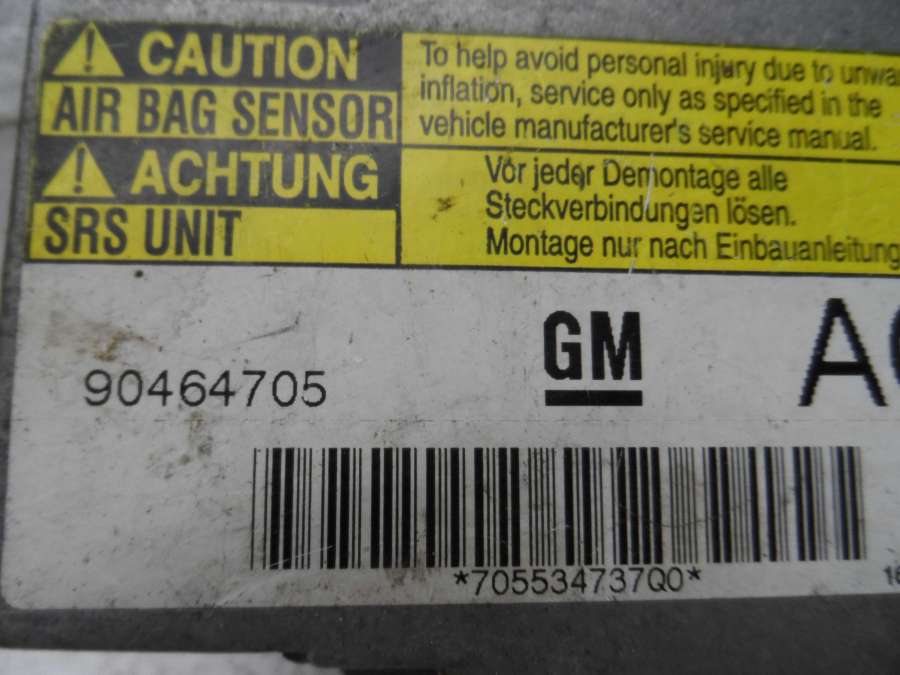 CAUTION
AIR BAG SENSOR
To help avoid personal injury due to
inflation, service only as specified in the
vehicle manufacturer's service manual.
ACHTUNG
SRS UNIT
Vor jeder Demontage alle
Steckverbindungen lösen.
Montage nur nach Einbauanleitung
90464705
GM
*705534737Q0*